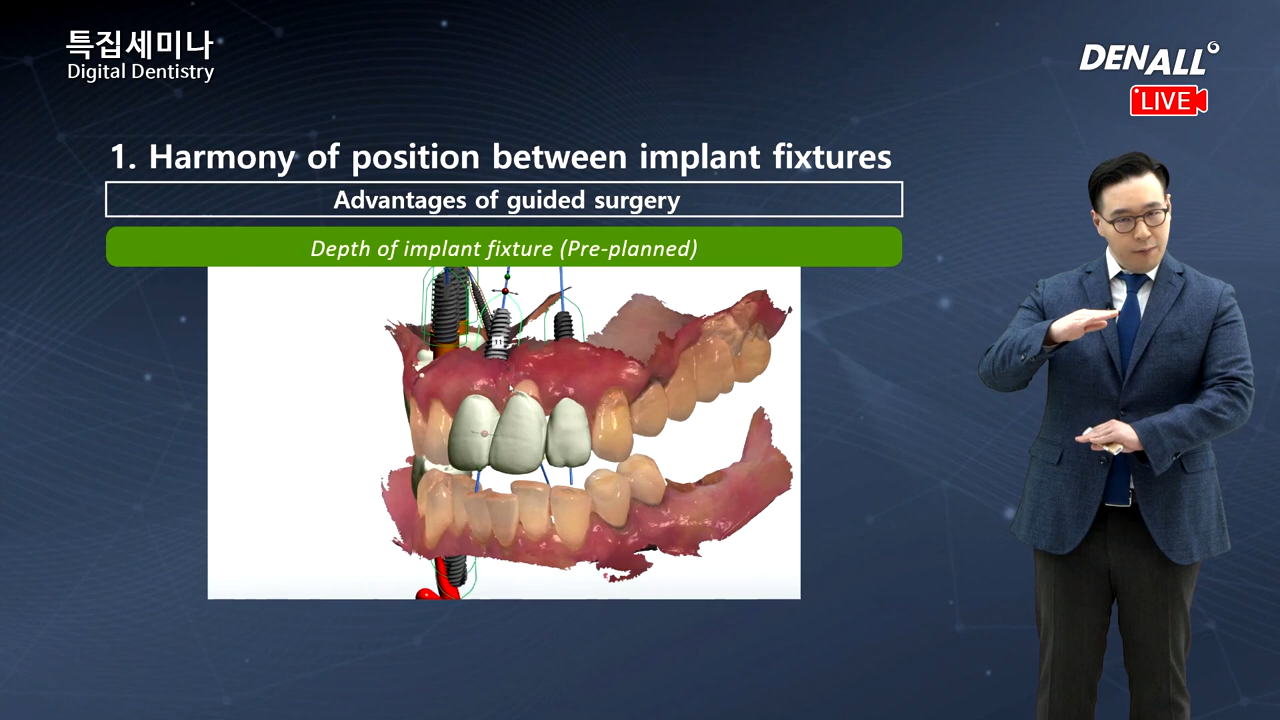 특집세미나
Digital Dentistry
DENALL
LIVE
1. Harmony of position between implant fixtures
Advantages of guided surgery
Depth of implant fixture (Pre-planned)